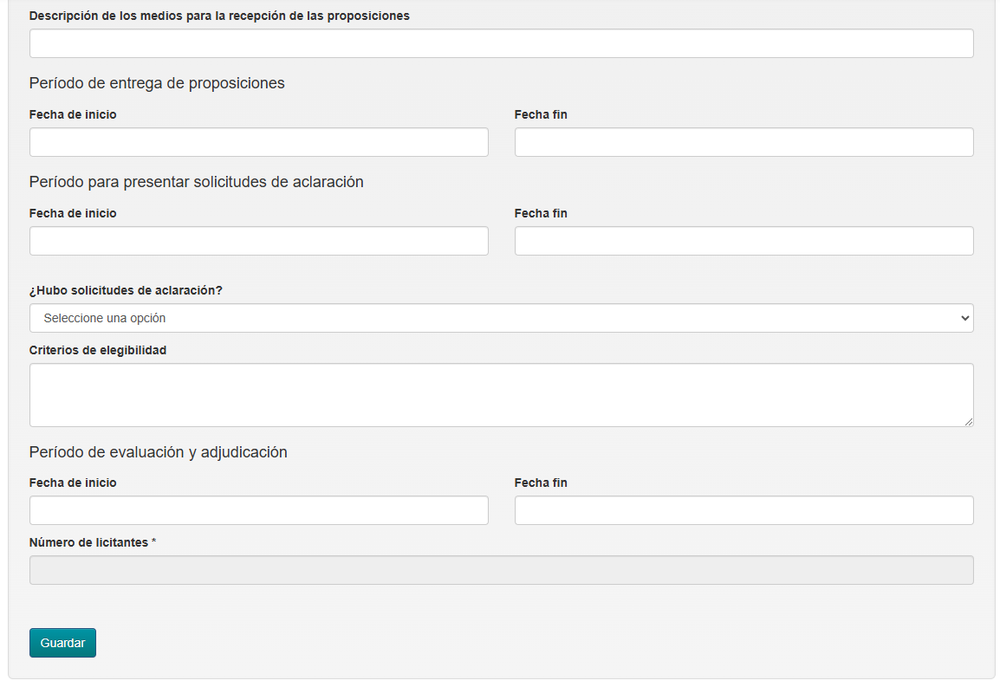 Descripción de los medios para la recepción de las proposiciones
Período de entrega de proposiciones
Fecha de inicio Fecha fin
Período para presentar solicitudes de aclaración
Fecha de inicio Fecha fin
¿Hubo solicitudes de aclaración?
Seleccione una opción
Criterios de elegibilidad
Período de evaluación y adjudicación
Fecha de inicio Fecha fin
Número de licitantes *
Guardar